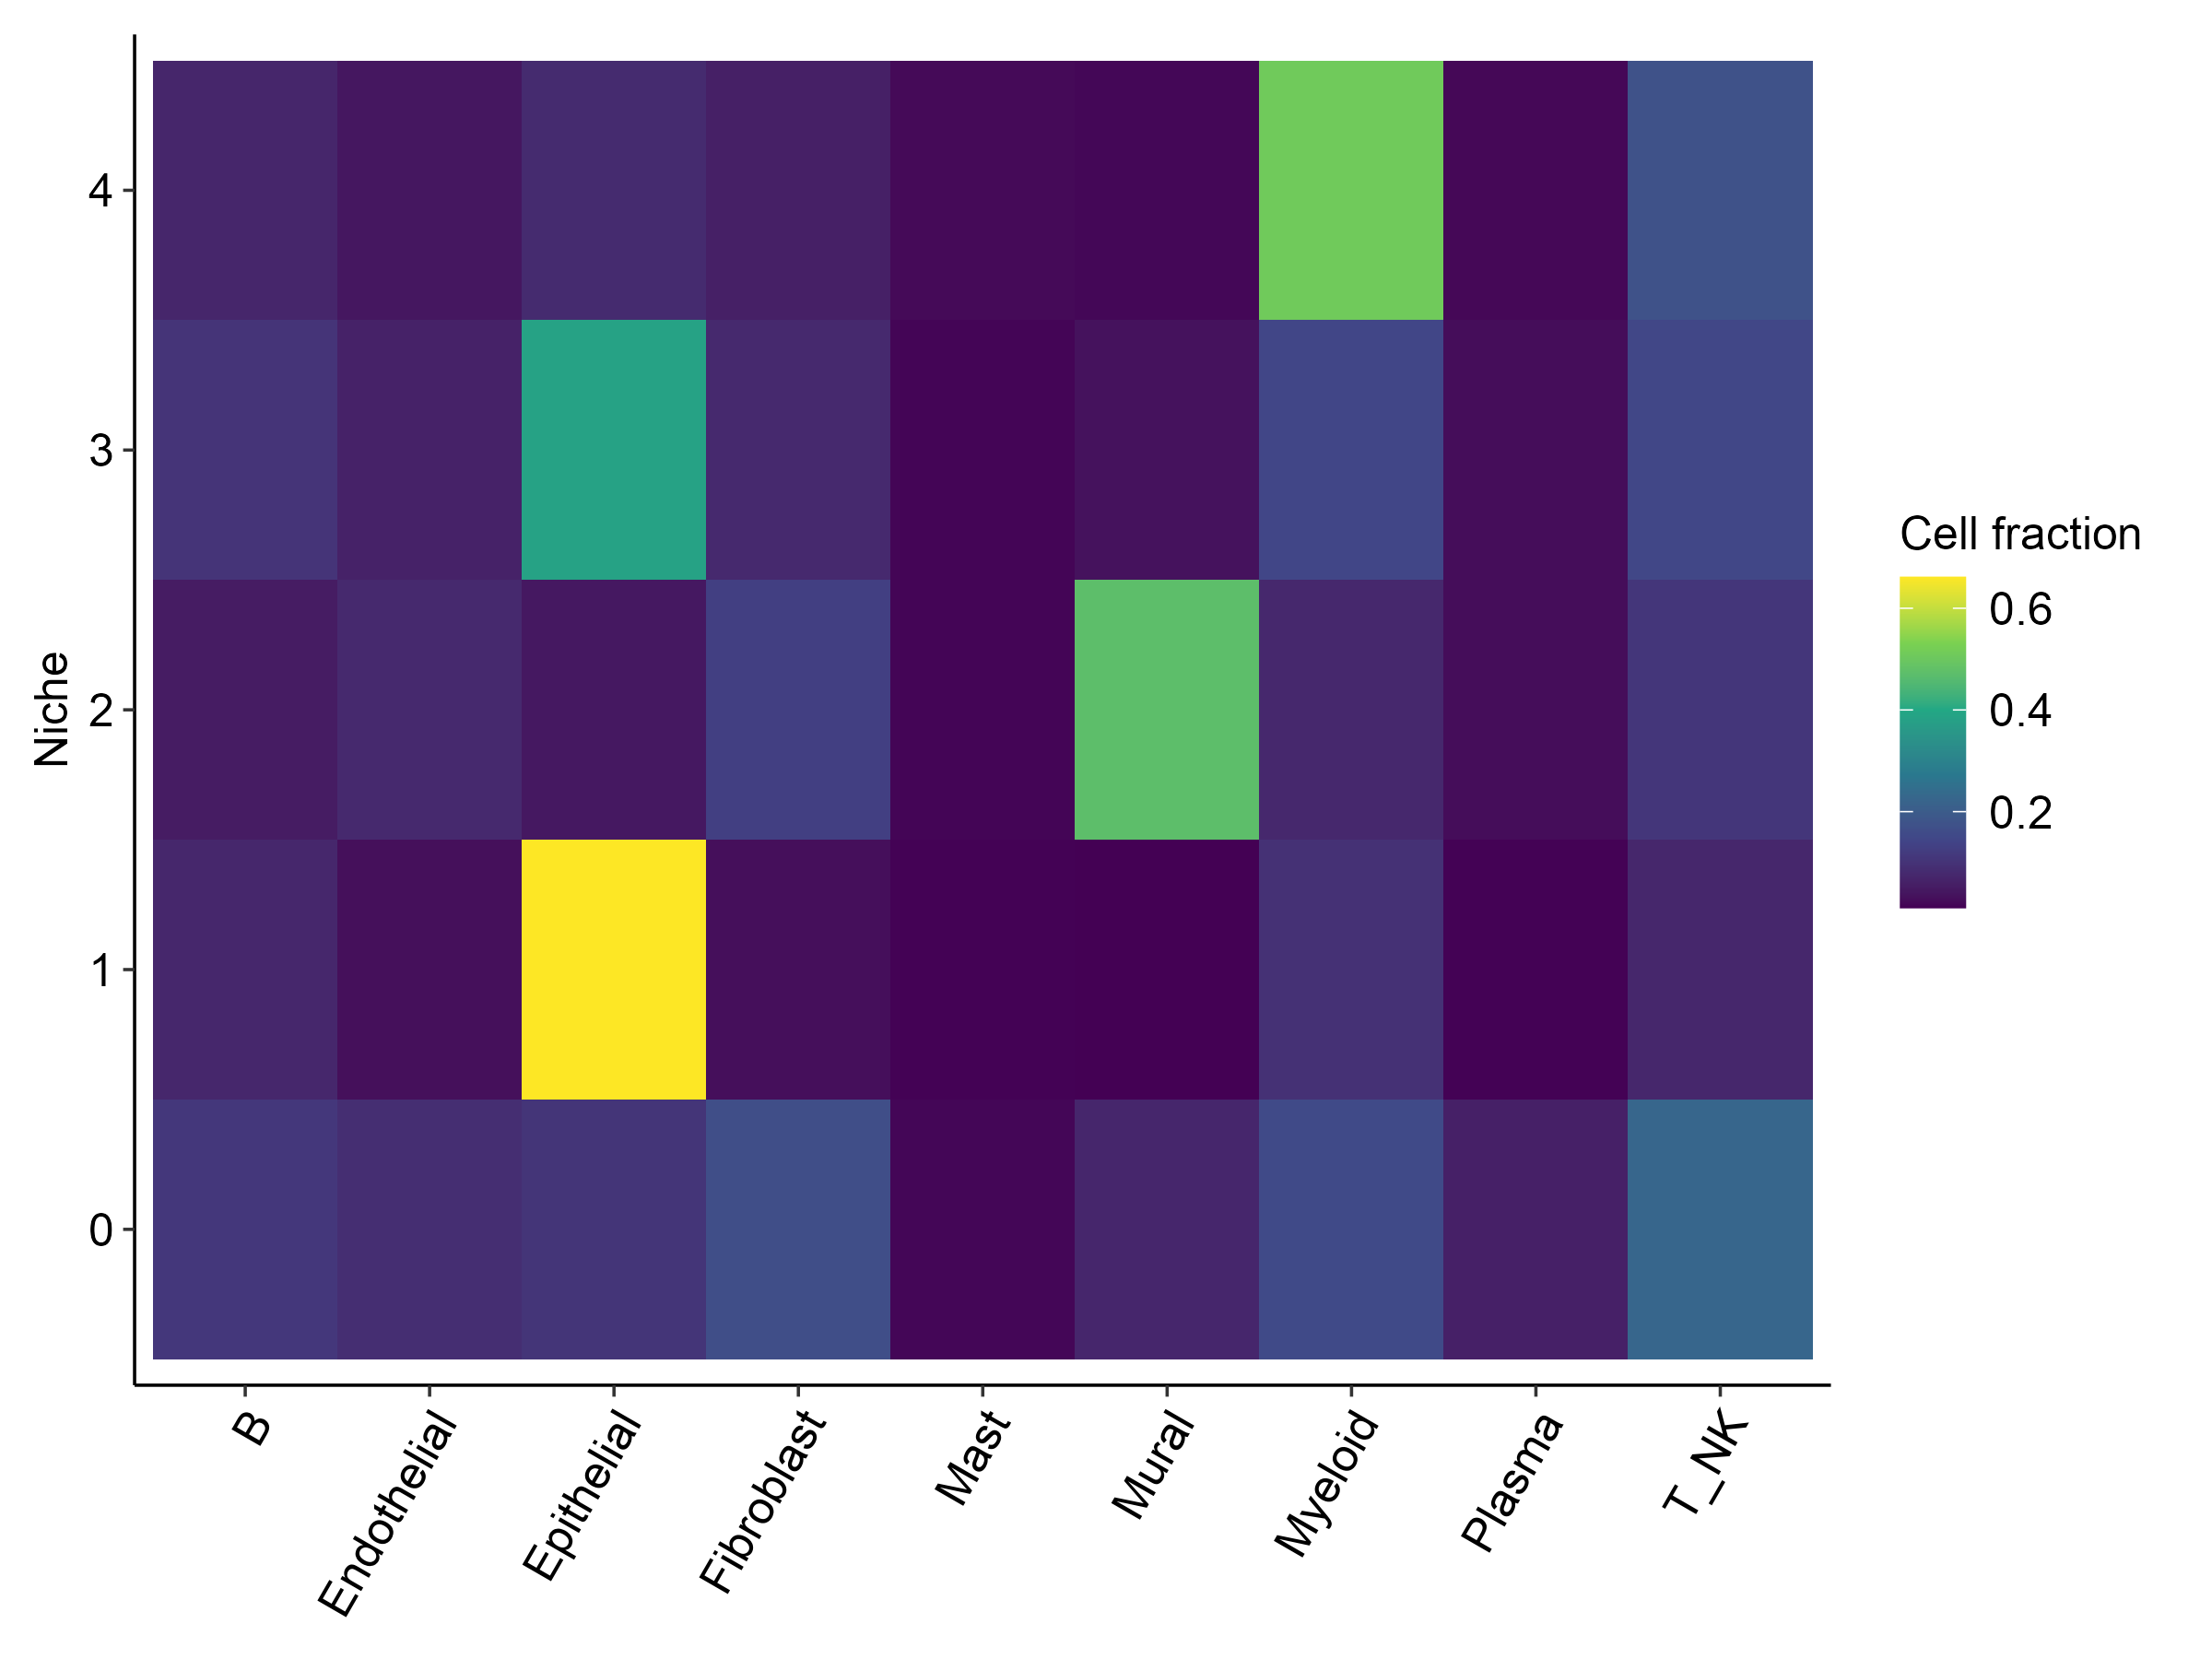 Niche
4
3
2
1
0
B
Endothelial
Epithelial
Fibroblast
Mast
Mural
Myeloid
Plasma
T_NK
Cell fraction
0.6
0.4
0.2